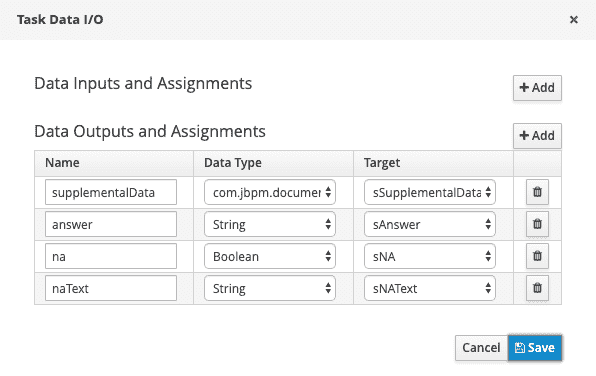 Task Data I/O ×
Data Inputs and Assignments
+ Add
Data Outputs and Assignments
+ Add
Name Data Type Target
supplementalData com.jbpm.documen sSupplementalData
answer String sAnswer
na Boolean sNA
naText String sNAText
Cancel Save